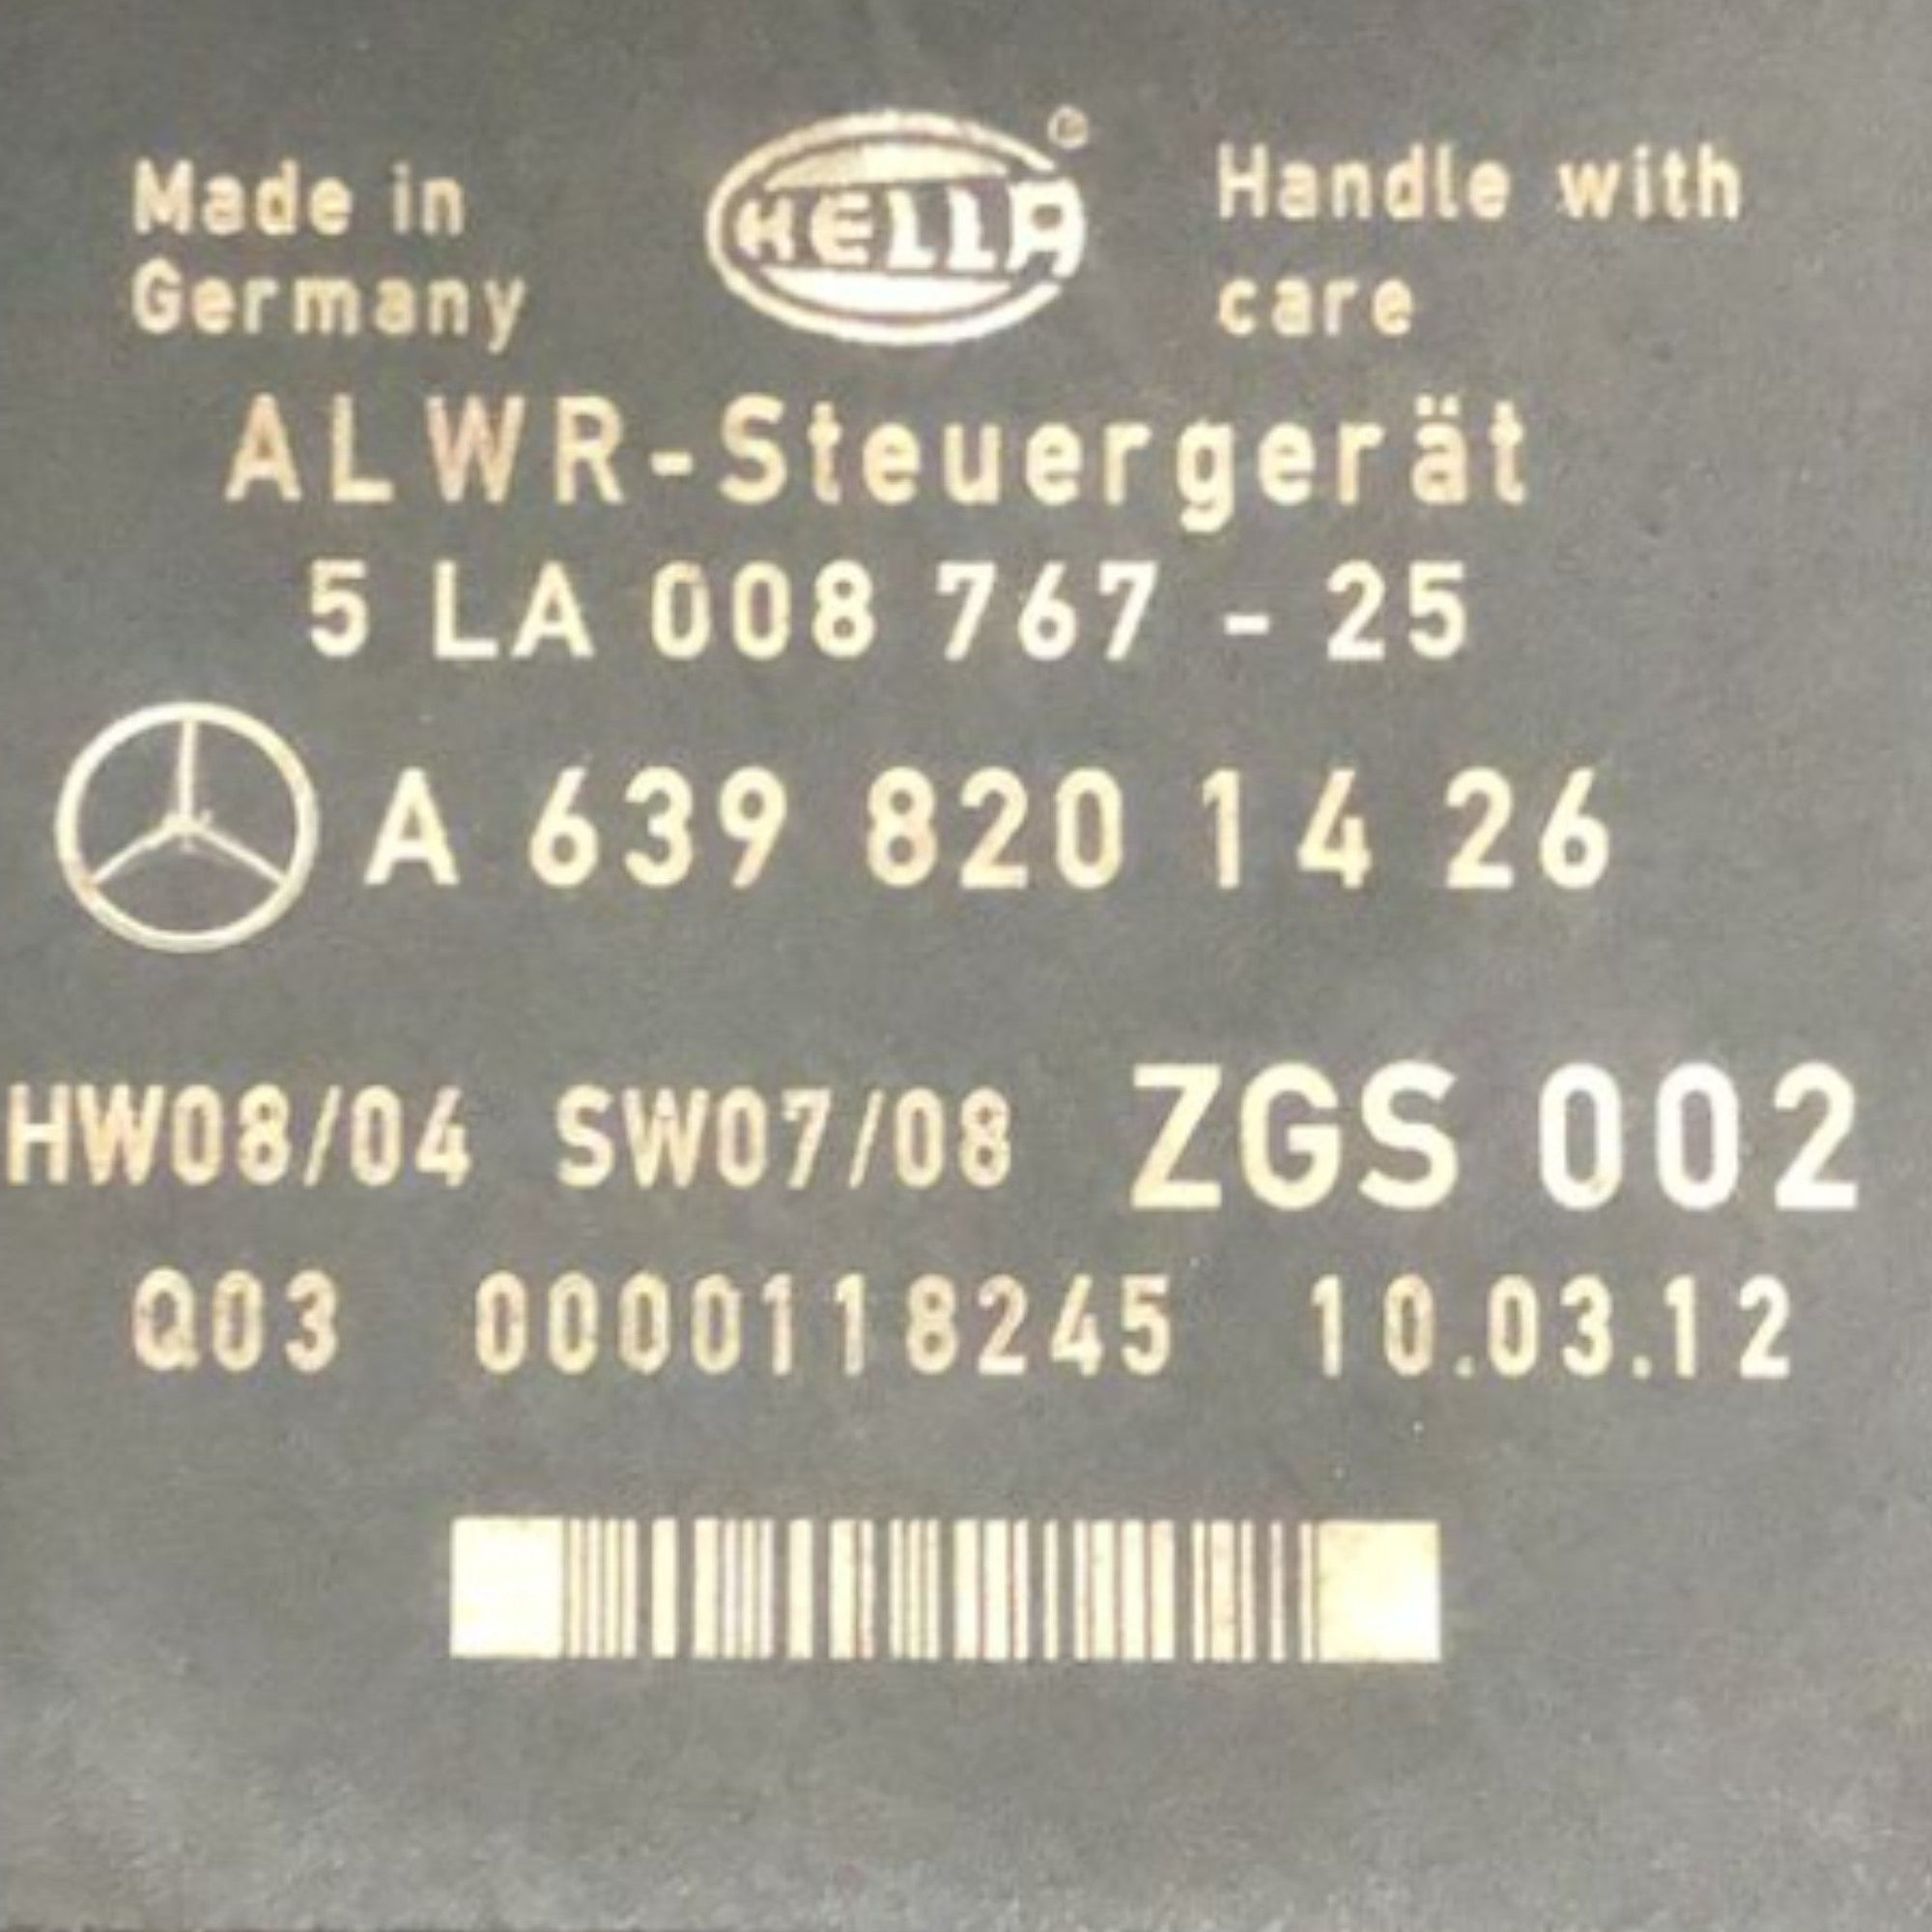 Made in
Germany
HELLA
®
Handle with
care
ALWR-Steuergerät
5 LA 008 767 - 25
A 639 820 14 26
HW08/04 SW07/08 ZGS 002
Q03 0000118245 10.03.12